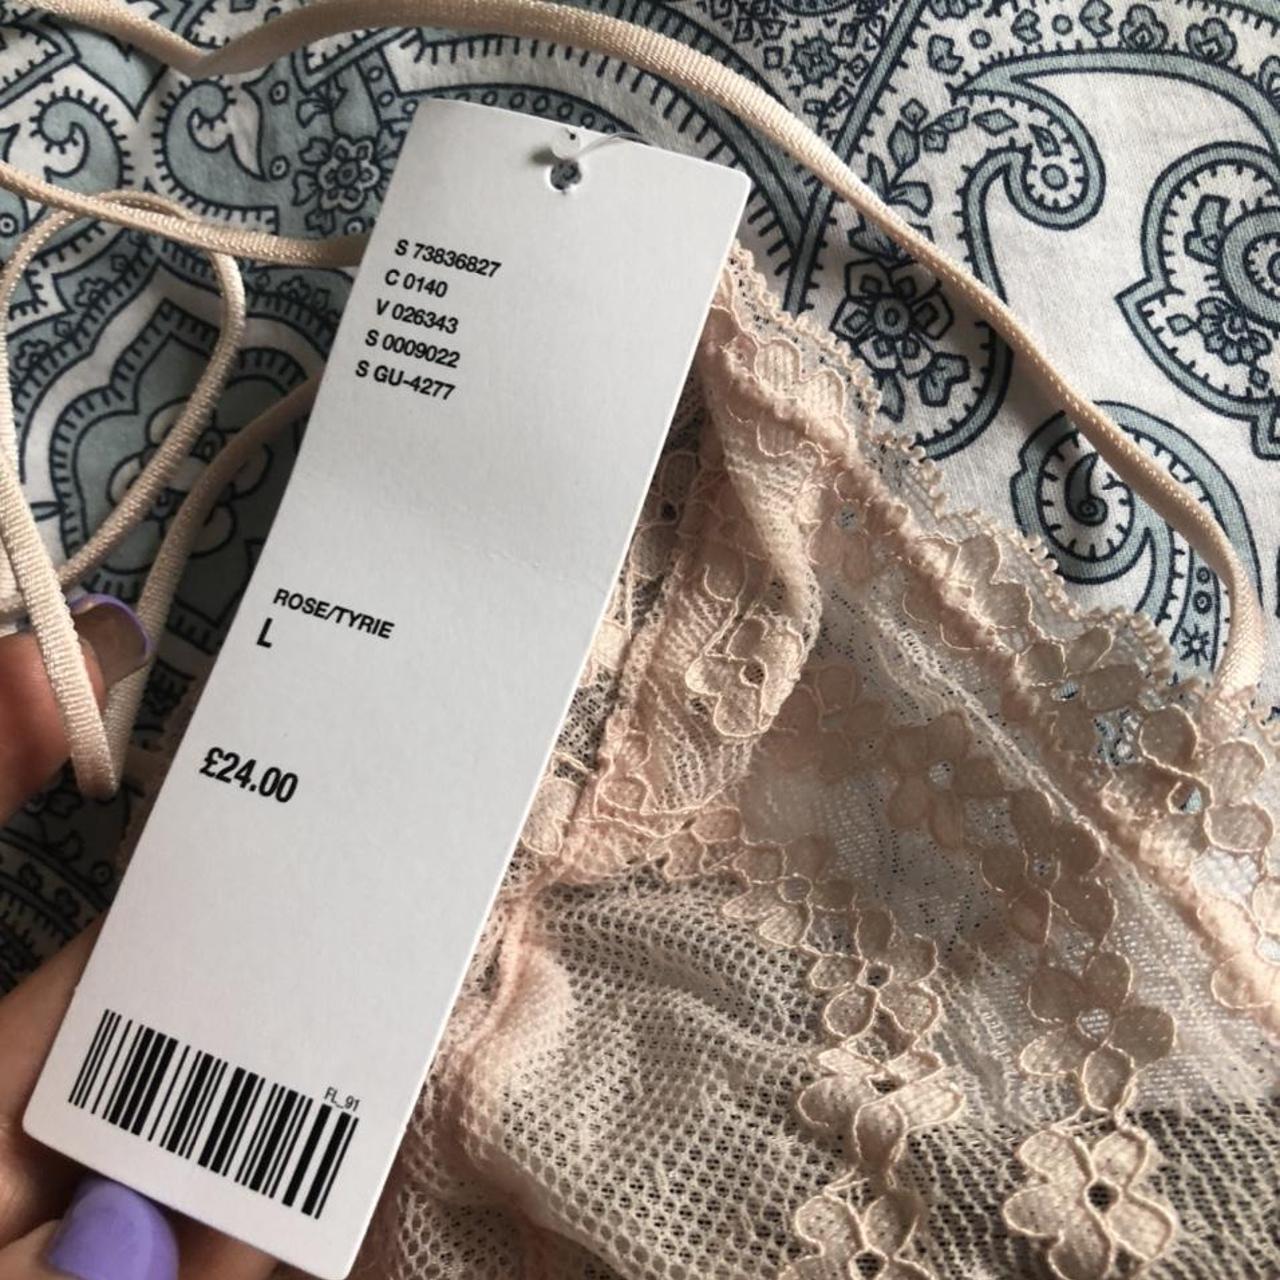 S 73836827
C 0140
V 026343
S 0009022
S GU-4277
ROSE/TYRIE
L
£24.00
FL_91